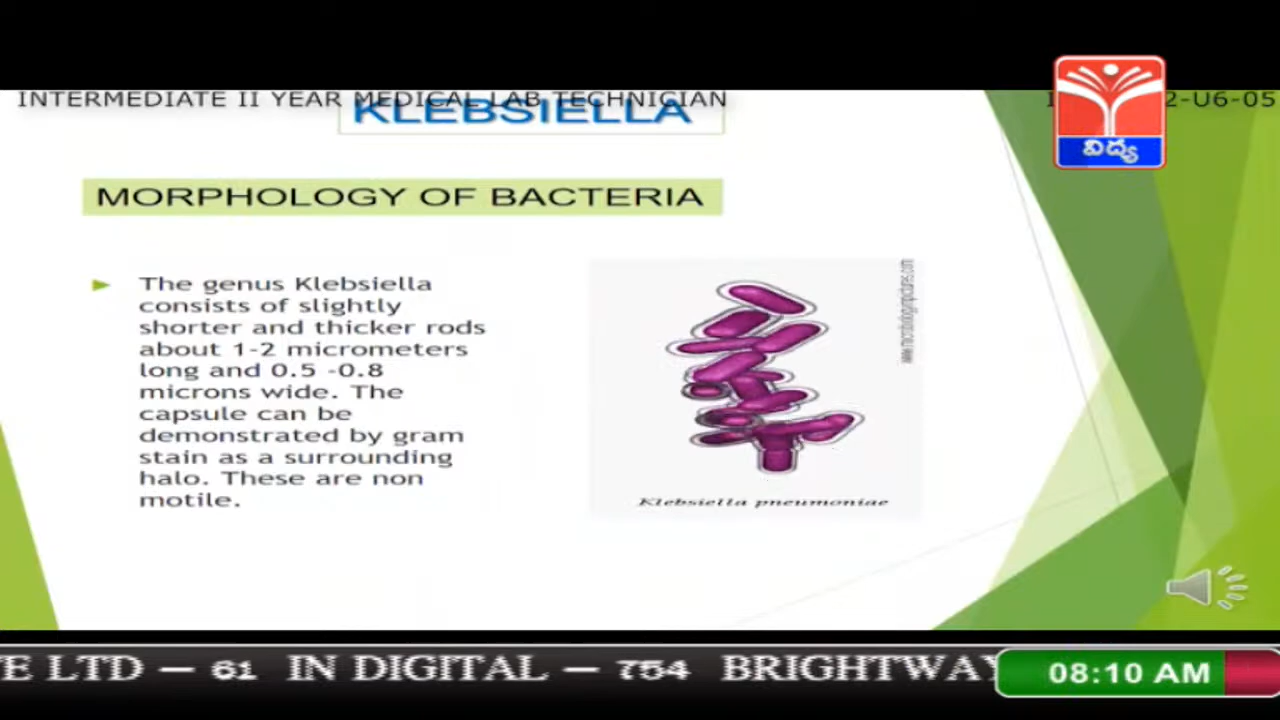 INTERMEDIATE II YEAR MEDICAL LAB TECHNICIAN
2-U6-05
విద్య
KLEBSIELLA
MORPHOLOGY OF BACTERIA
The genus Klebsiella
consists of slightly
shorter and thicker rods
about 1-2 micrometers
long and 0.5 -0.8
microns wide. The
capsule can be
demonstrated by gram
stain as a surrounding
halo. These are non
motile.
www.microbiologyinpictures.com
Klebsiella pneumoniae
E LTD – 61 IN DIGITAL – 754 BRIGHTWAY
08:10 AM